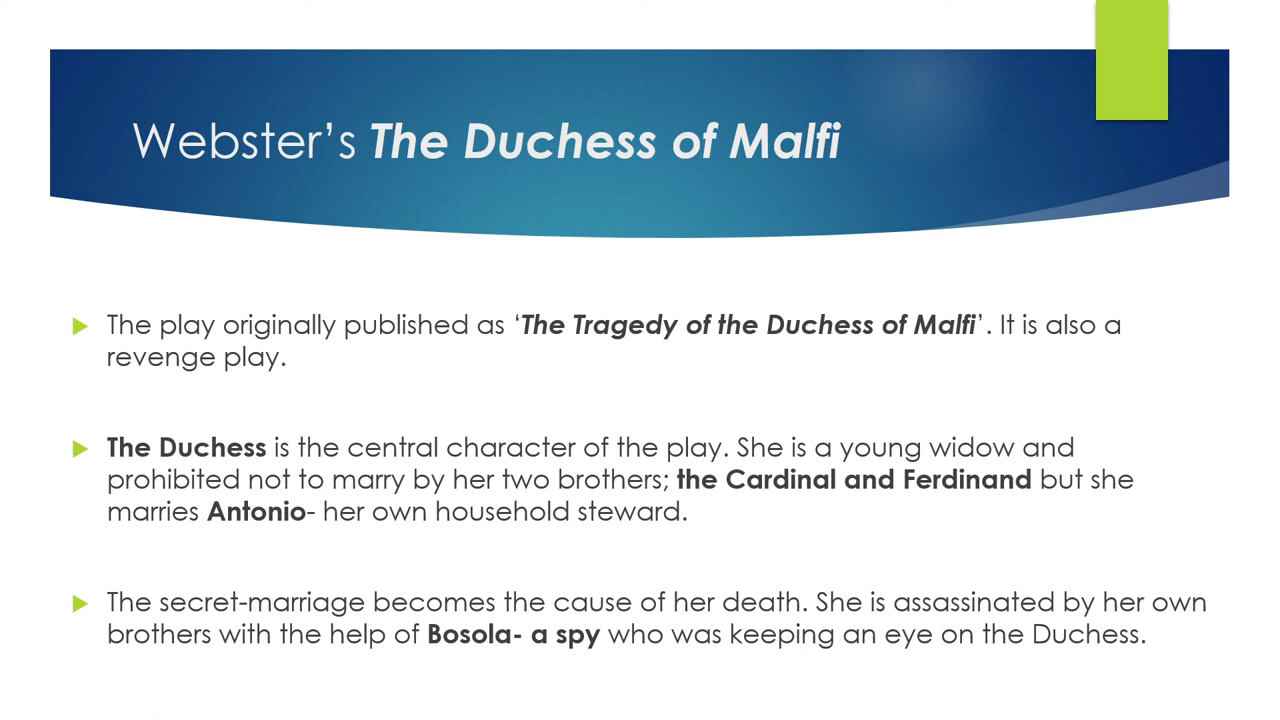 Webster’s The Duchess of Malfi
The play originally published as ‘The Tragedy of the Duchess of Malfi’. It is also a
revenge play.
The Duchess is the central character of the play. She is a young widow and
prohibited not to marry by her two brothers; the Cardinal and Ferdinand but she
marries Antonio- her own household steward.
The secret-marriage becomes the cause of her death. She is assassinated by her own
brothers with the help of Bosola- a spy who was keeping an eye on the Duchess.